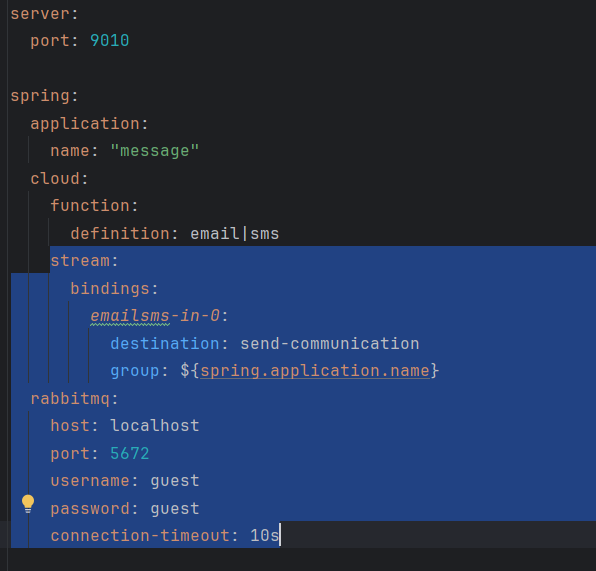 server:
  port: 9010

spring:
  application:
    name: "message"
  cloud:
    function:
      definition: email|sms
    stream:
      bindings:
        emailsms-in-0:
          destination: send-communication
          group: ${spring.application.name}
  rabbitmq:
    host: localhost
    port: 5672
    username: guest
    password: guest
    connection-timeout: 10s